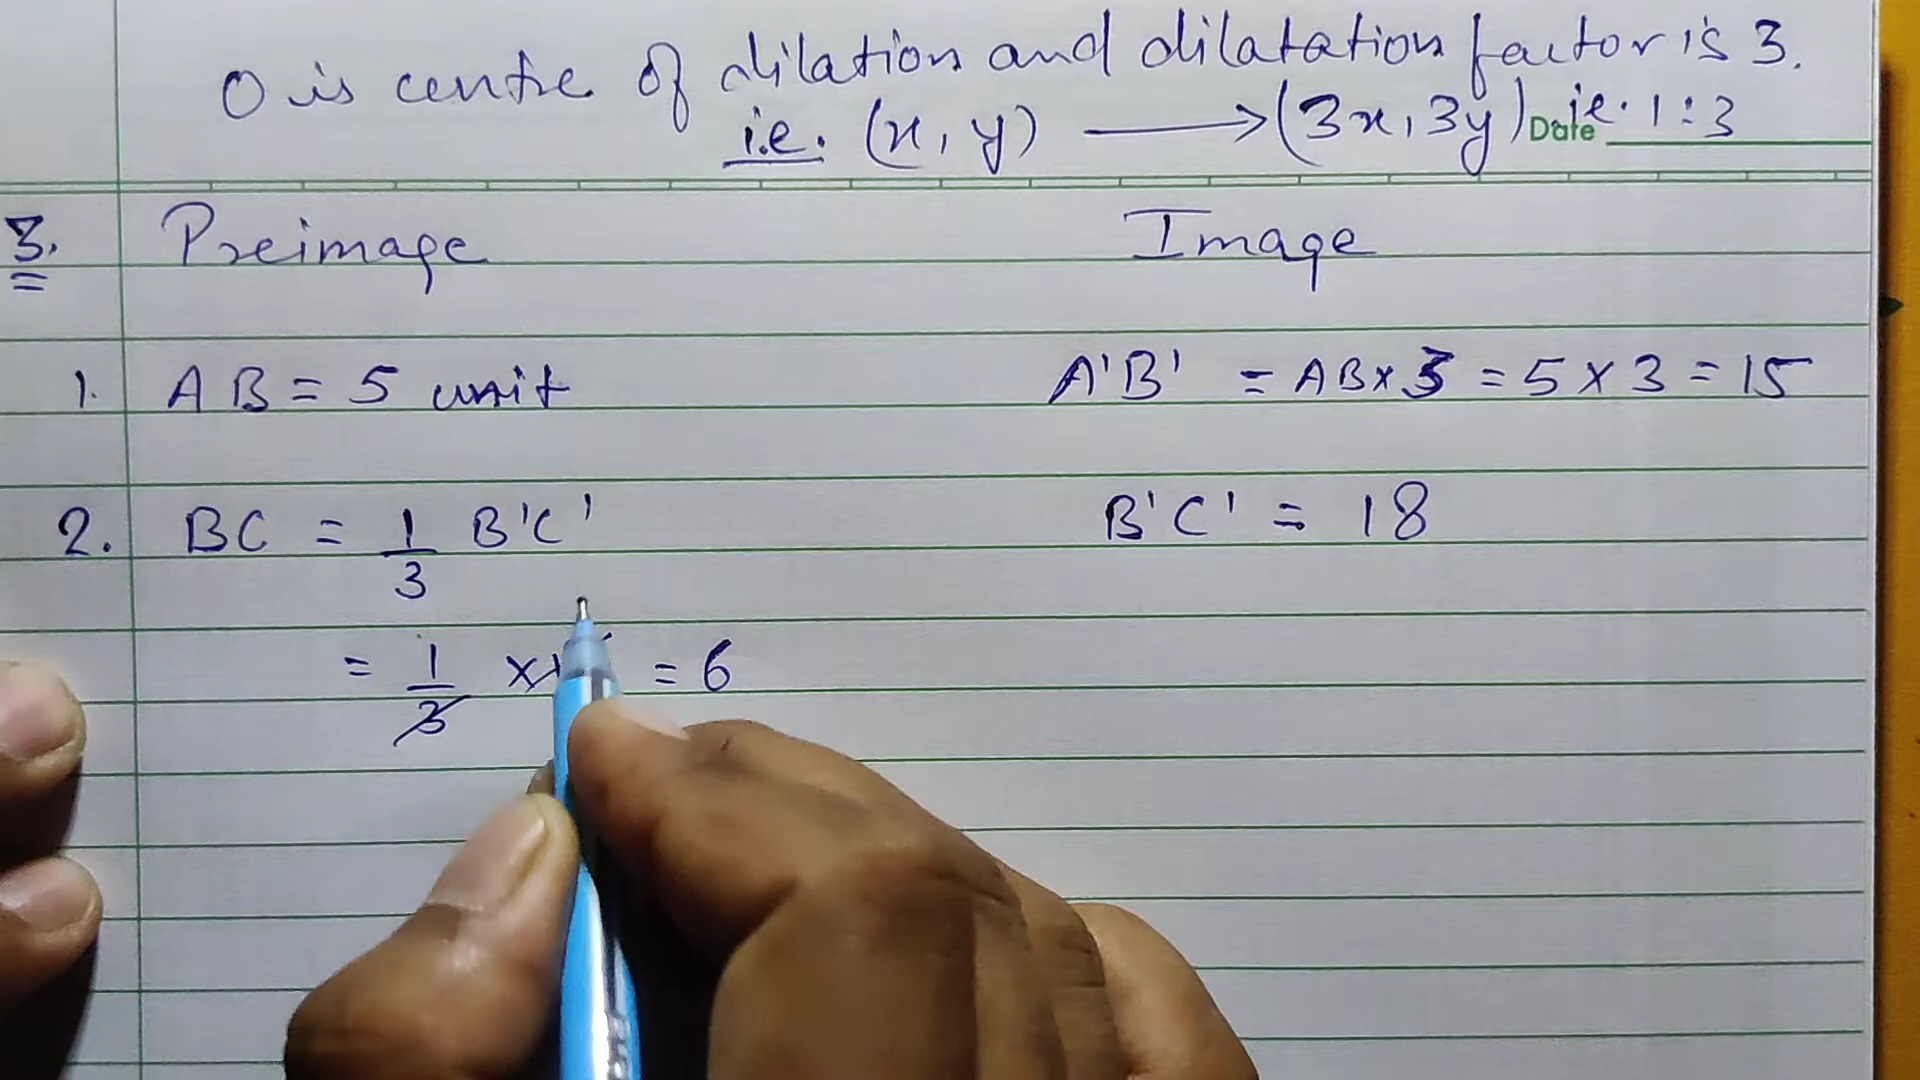 O is centre of dilation and dilatation factor is 3.
i.e. (x, y) ⟶ (3x, 3y) i.e. 1:3
Date
3. Preimage Image
1. AB = 5 unit A'B' = AB x 3 = 5 x 3 = 15
2. BC = 1/3 B'C' B'C' = 18
= 1/3 x = 6